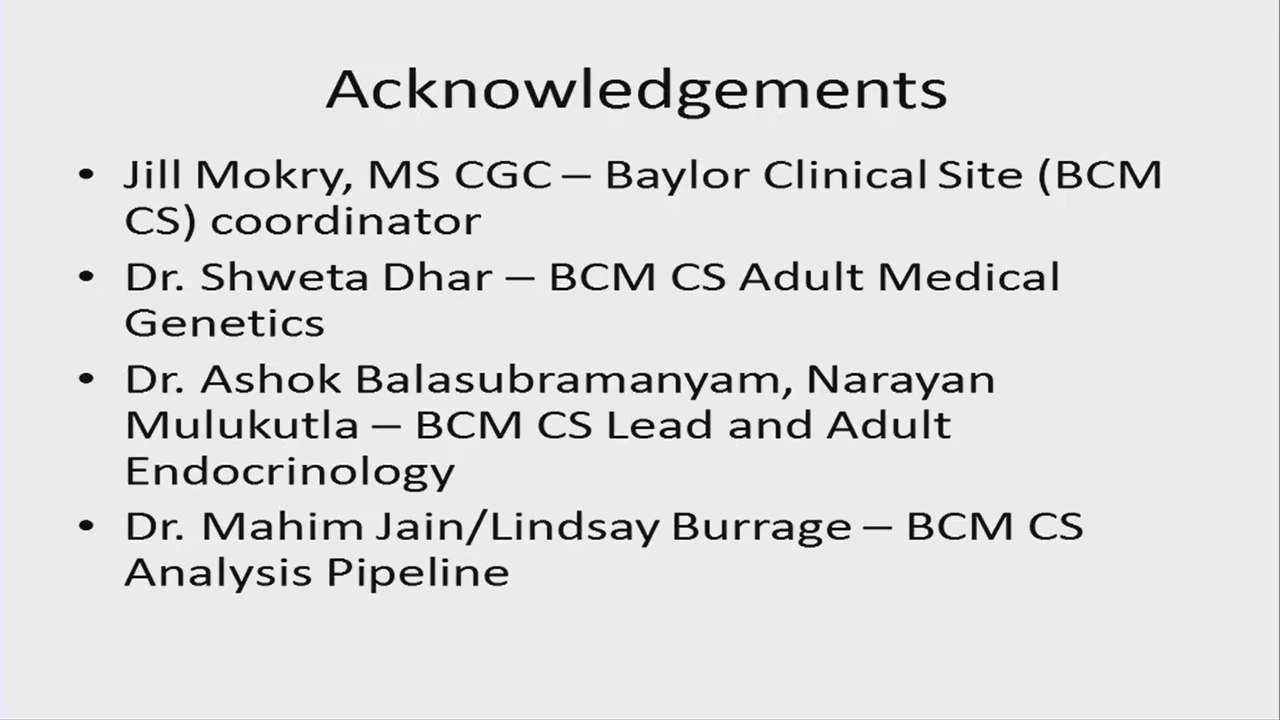 Acknowledgements
• Jill Mokry, MS CGC – Baylor Clinical Site (BCM
CS) coordinator
• Dr. Shweta Dhar – BCM CS Adult Medical
Genetics
• Dr. Ashok Balasubramanyam, Narayan
Mulukutla – BCM CS Lead and Adult
Endocrinology
• Dr. Mahim Jain/Lindsay Burrage – BCM CS
Analysis Pipeline